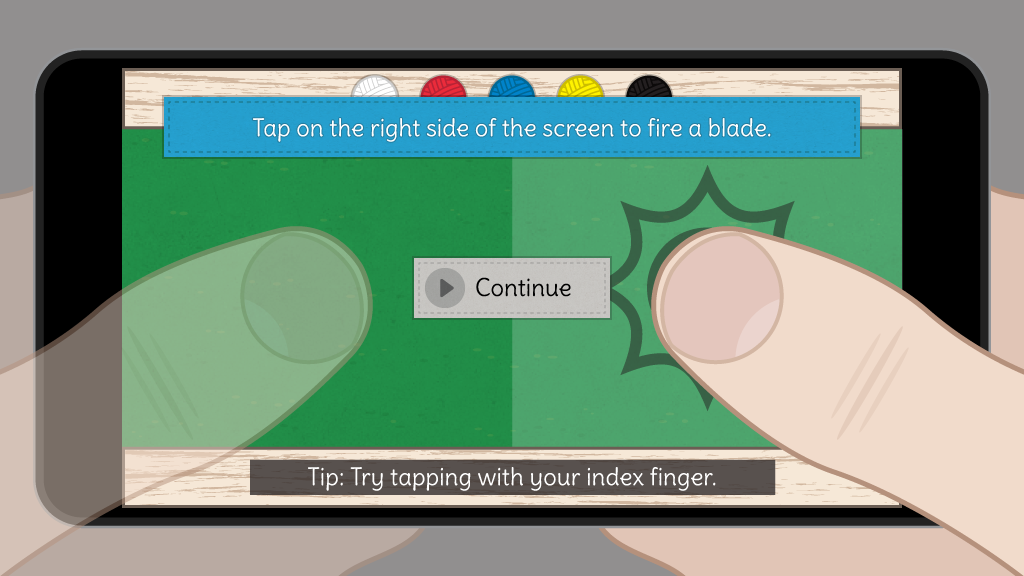 Tap on the right side of the screen to fire a blade.
Continue
Tip: Try tapping with your index finger.